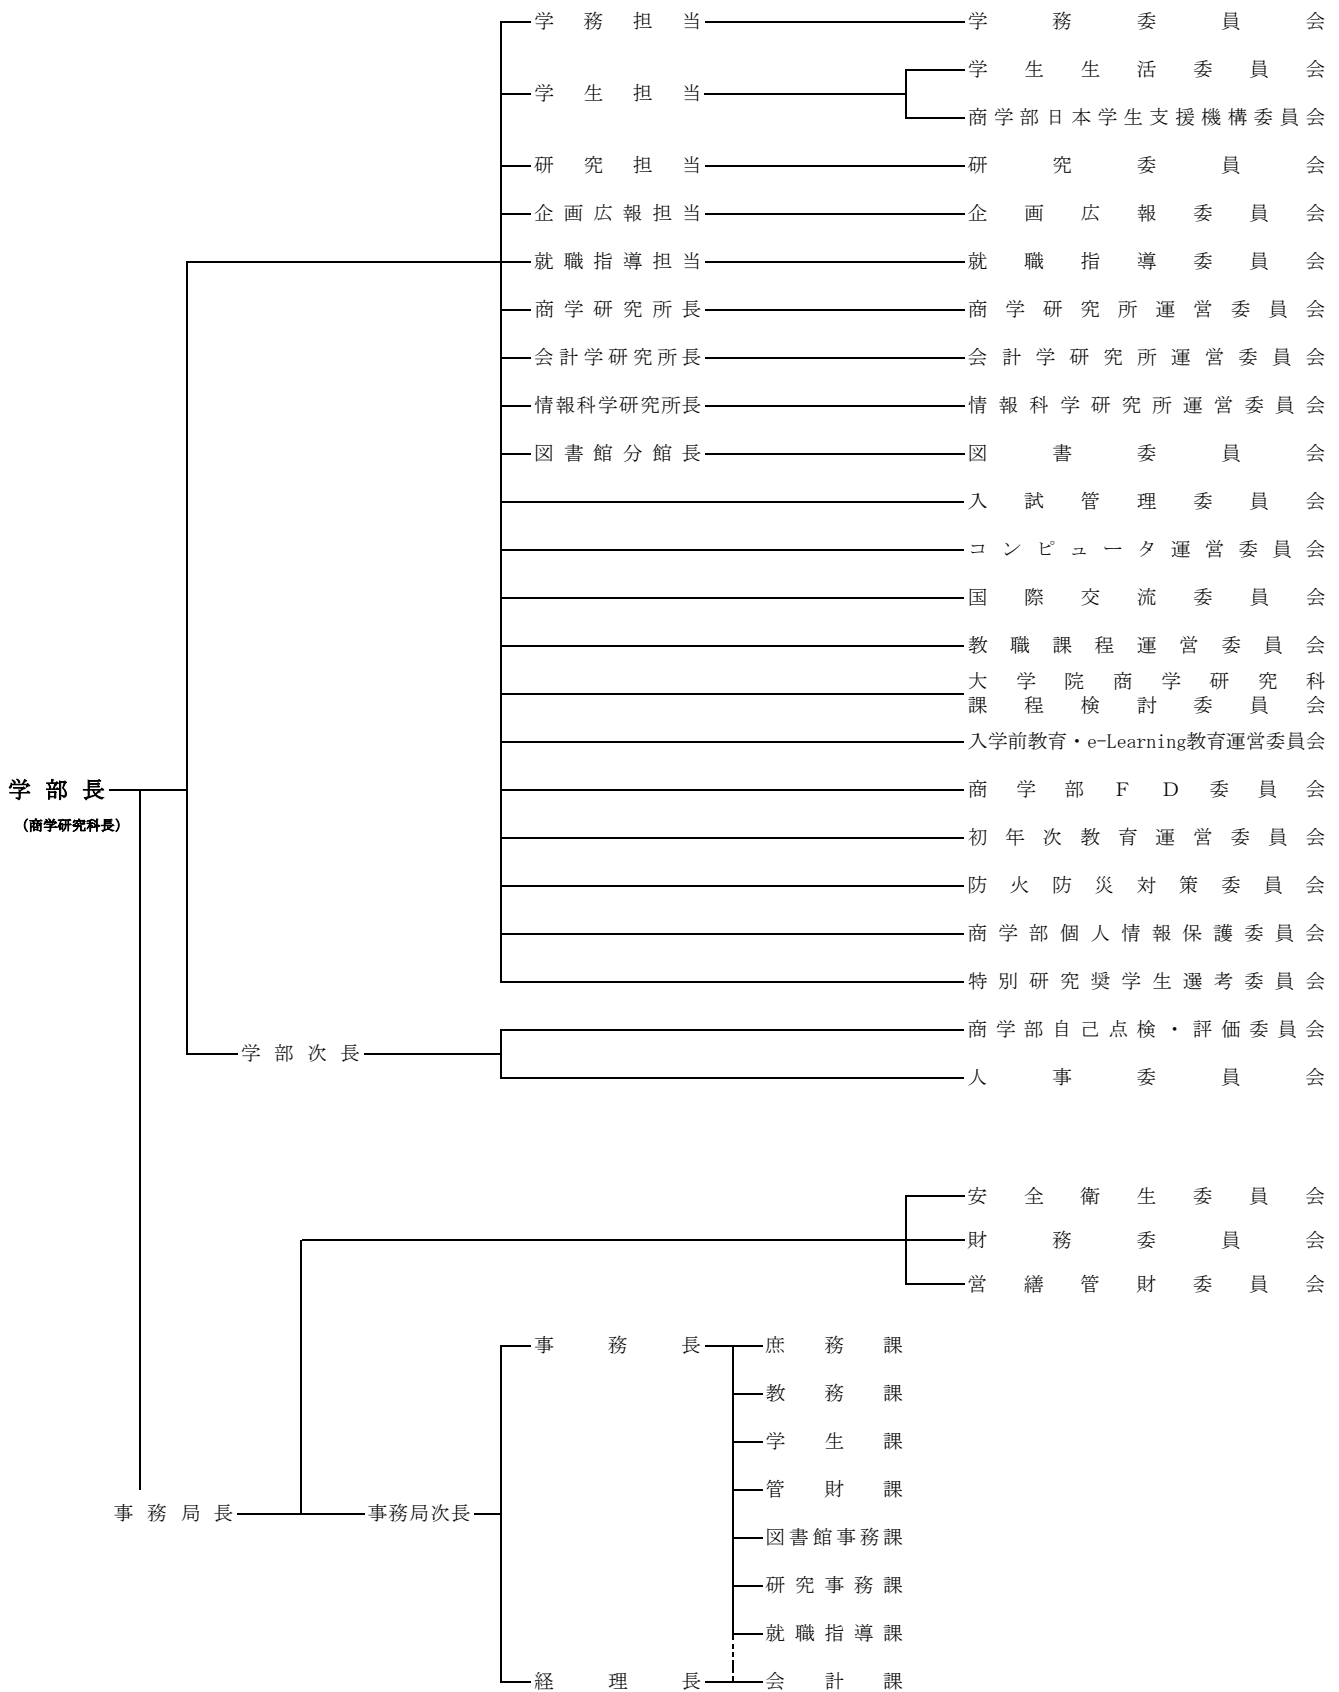 学務担当 学務委員会
学生生活委員会
学生担当
商学部日本学生支援機構委員会
研究担当 研究委員会
企画広報担当 企画広報委員会
就職指導担当 就職指導委員会
商学研究所長 商学研究所運営委員会
会計学研究所長 会計学研究所運営委員会
情報科学研究所長 情報科学研究所運営委員会
図書館分館長 図書委員会
入試管理委員会
コンピュータ運営委員会
国際交流委員会
教職課程運営委員会
大学院商学研究科
課程検討委員会
入学前教育・e-Learning教育運営委員会
学部長 商学部FD委員会
(商学研究科長)
初年次教育運営委員会
防火防災対策委員会
商学部個人情報保護委員会
特別研究奨学生選考委員会
商学部自己点検・評価委員会
学部次長
人事委員会
安全衛生委員会
財務委員会
営繕管財委員会
事務長 庶務課
教務課
学生課
管財課
事務局長 事務局次長
図書館事務課
研究事務課
就職指導課
経理長 会計課